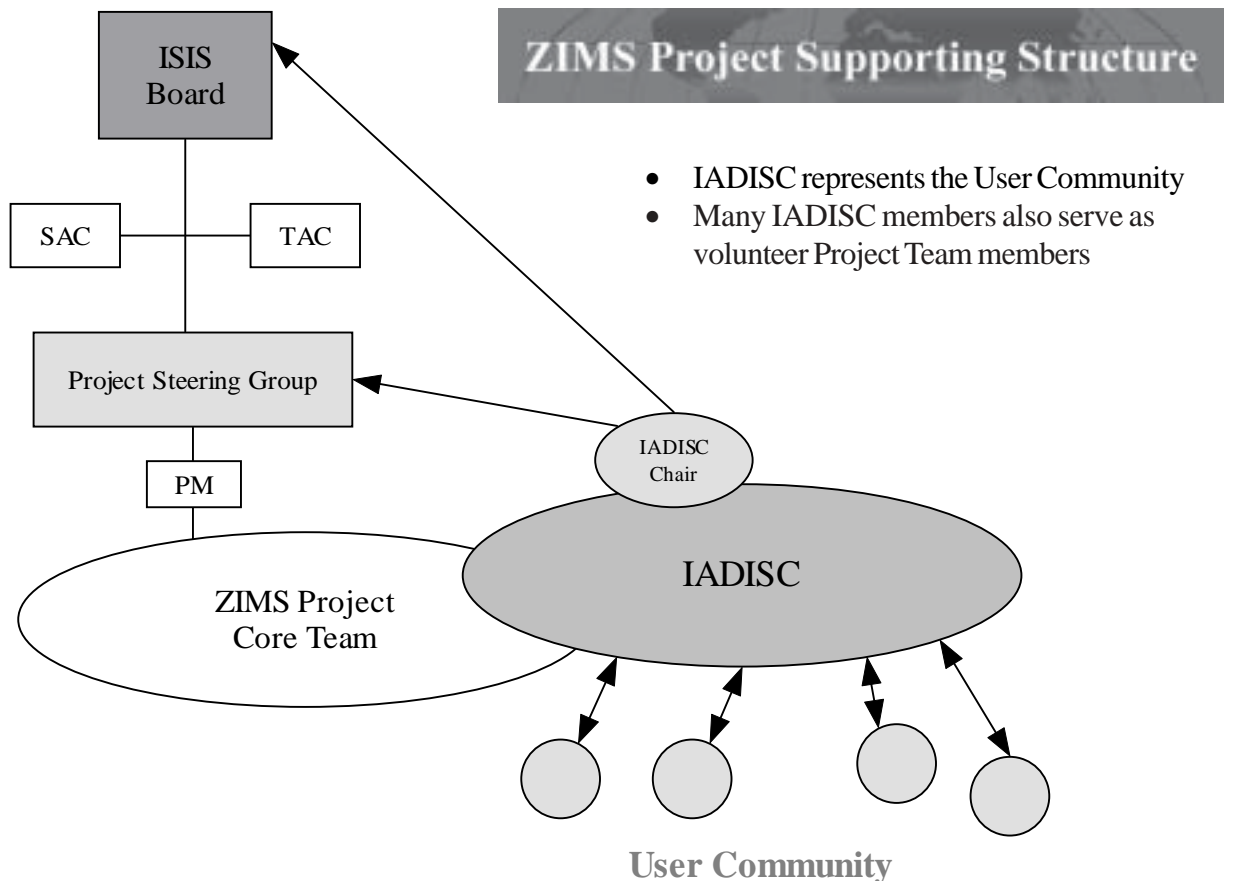 ZIMS Project Supporting Structure
ISIS
Board
• IADISC represents the User Community
• Many IADISC members also serve as
volunteer Project Team members
SAC
TAC
Project Steering Group
IADISC
Chair
PM
IADISC
ZIMS Project
Core Team
User Community